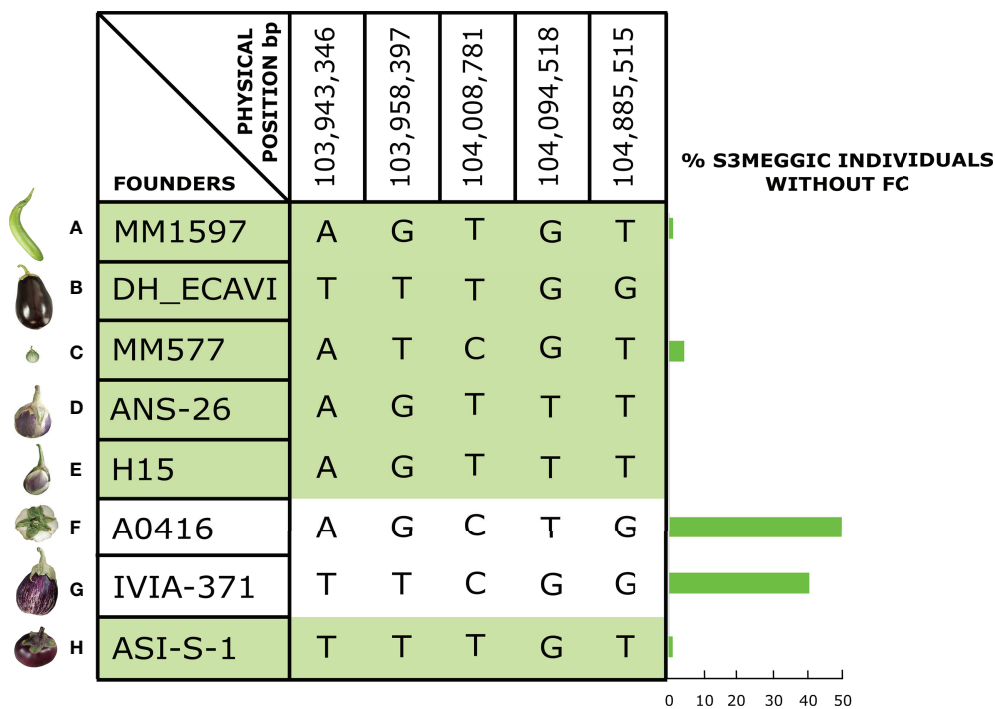 PHYSICAL
POSITION bp
FOUNDERS
103,943,346
103,958,397
104,008,781
104,094,518
104,885,515
% S3MEGGIC INDIVIDUALS
WITHOUT FC
A MM1597 A G T G T
B DH_ECAVI T T T G G
C MM577 A T C G T
D ANS-26 A G T T T
E H15 A G T T T
F A0416 A G C T G
G IVIA-371 T T C G G
H ASI-S-1 T T T G T
0 10 20 30 40 50